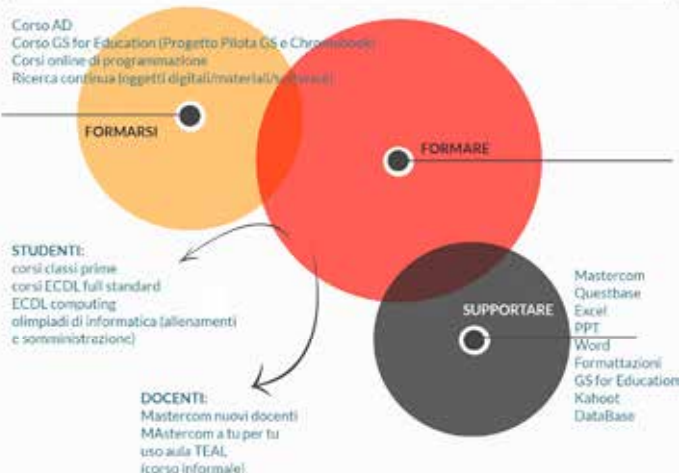 Corso AD
Corso GS for Education (Progetto Pilota GS e Chromebook)
Corsi online di programmazione
Ricerca continua (oggetti digitali/materiali/software)
FORMARSI
FORMARE
STUDENTI:
corsi classi prime
corsi ECDL full standard
ECDL computing
olimpiadi di informatica (allenamenti
e somministrazione)
SUPPORTARE
Mastercom
Questbase
Excel
PPT
Word
Formattazioni
GS for Education
Kahoot
DataBase
DOCENTI:
Mastercom nuovi docenti
MAstercom a tu per tu
uso aula TEAL
(corso informale)